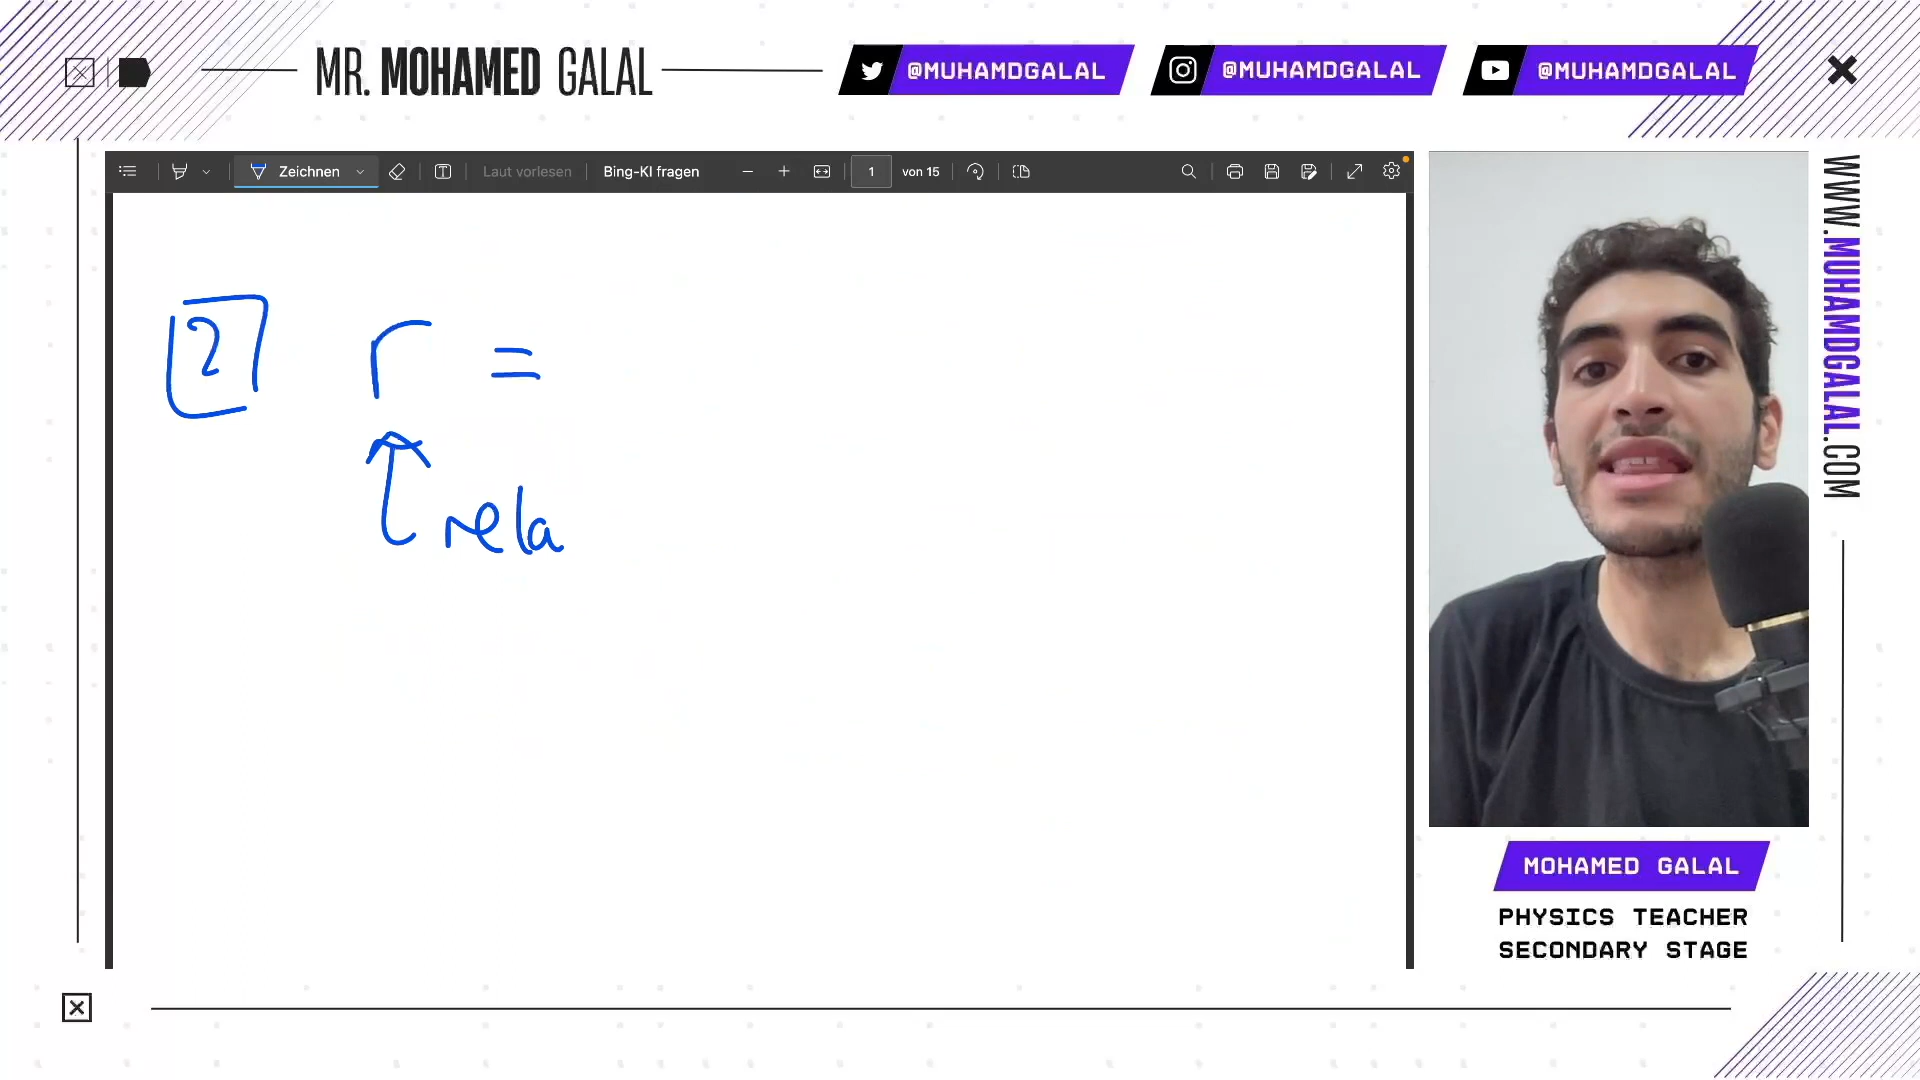 MR. MOHAMED GALAL
@MUHAMDGALAL
@MUHAMDGALAL
@MUHAMDGALAL
Zeichnen
Laut vorlesen
Bing-KI fragen
1
von 15
2 r =
rela
WWW.MUHAMDGALAL.COM
MOHAMED GALAL
PHYSICS TEACHER
SECONDARY STAGE